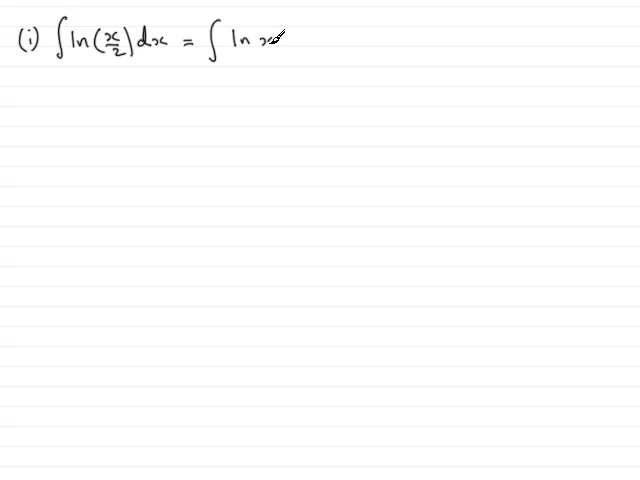 (i) ∫ ln(x/2) dx = ∫ ln x